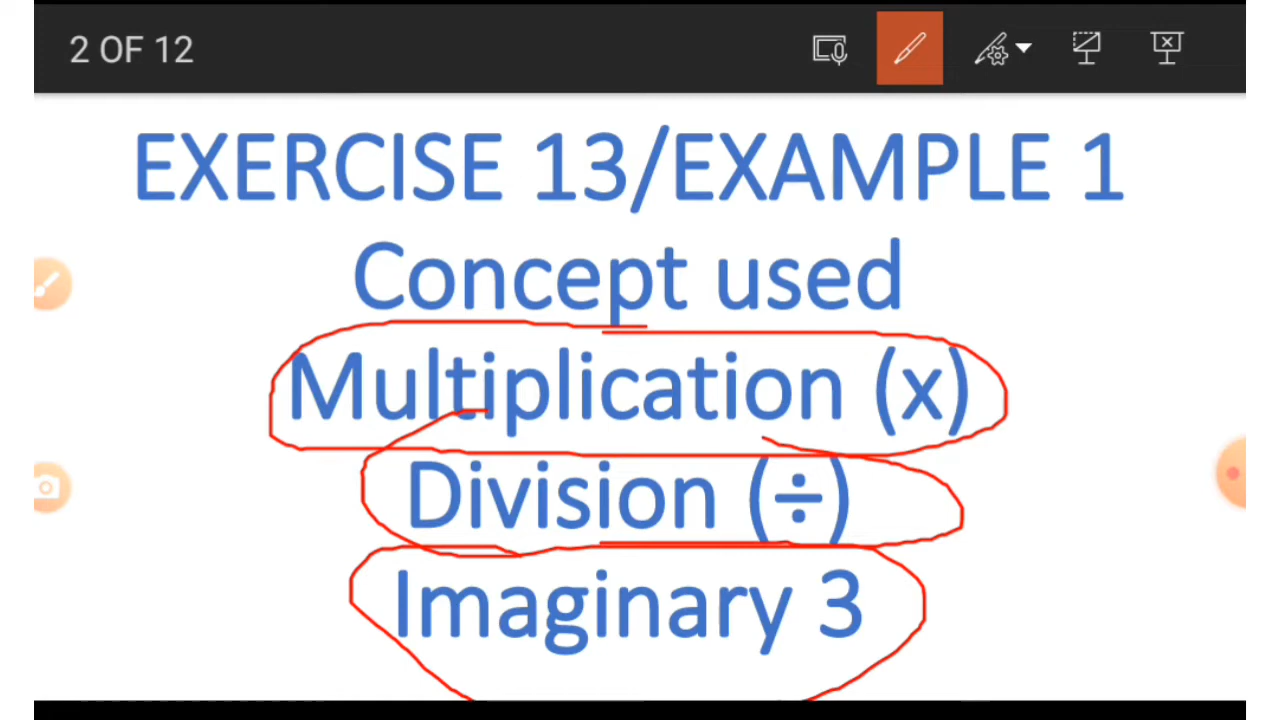 2 OF 12
EXERCISE 13/EXAMPLE 1
Concept used
Multiplication (x)
Division (÷)
Imaginary 3